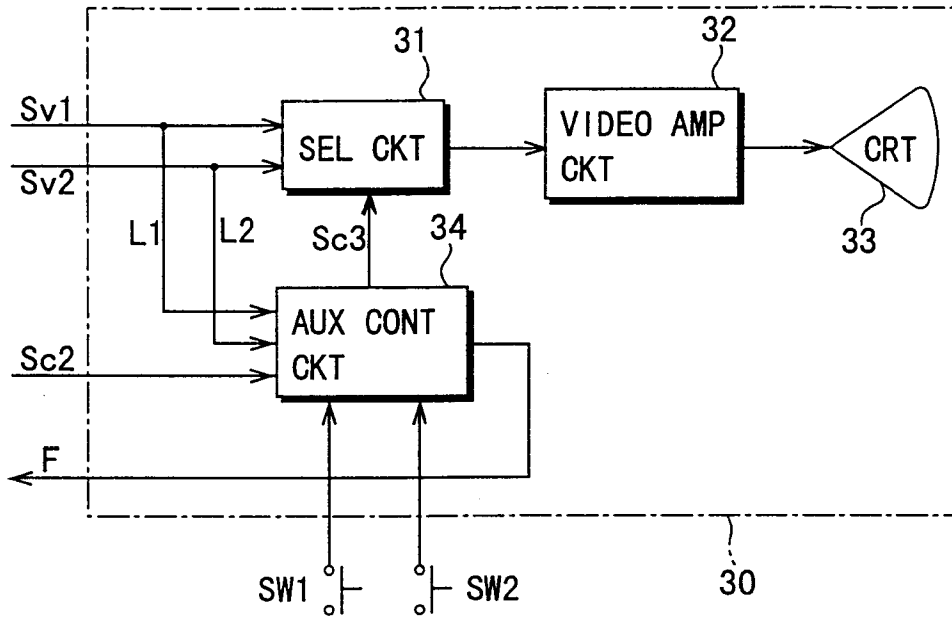 31
32
Sv1
SEL CKT
VIDEO AMP
CKT
CRT
Sv2
L1
L2
Sc3
34
33
AUX CONT
CKT
Sc2
F
SW1
SW2
30